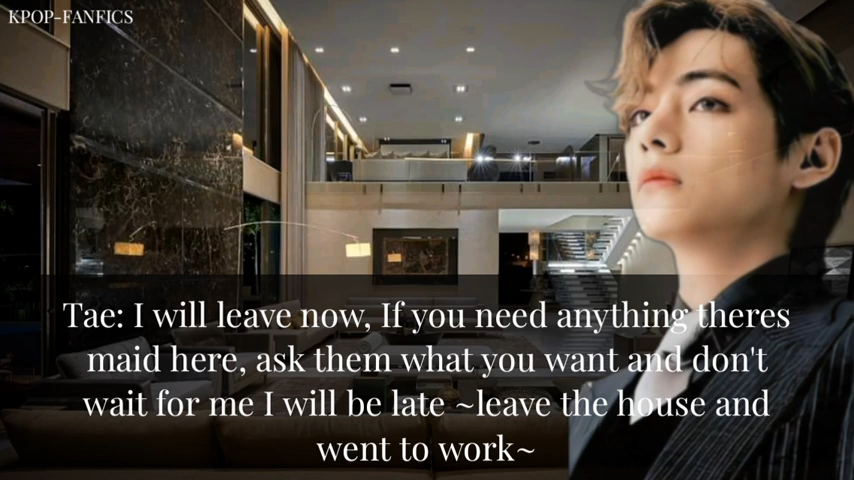 KPOP-FANFICS
Tae: I will leave now, If you need anything theres
maid here, ask them what you want and don't
wait for me I will be late ~leave the house and
went to work~